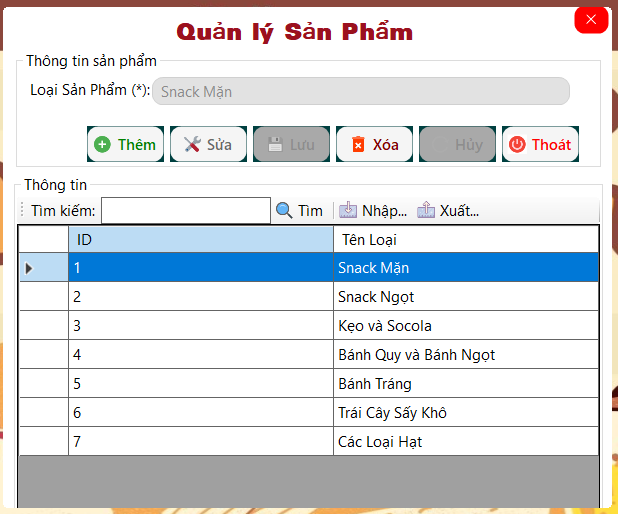 Quản lý Sản Phẩm
Thông tin sản phẩm
Loại Sản Phẩm (*): Snack Mặn
Thêm Sửa Lưu Xóa Hủy Thoát
Thông tin
Tìm kiếm: Tìm Nhập... Xuất...
ID Tên Loại
1 Snack Mặn
2 Snack Ngọt
3 Kẹo và Socola
4 Bánh Quy và Bánh Ngọt
5 Bánh Tráng
6 Trái Cây Sấy Khô
7 Các Loại Hạt